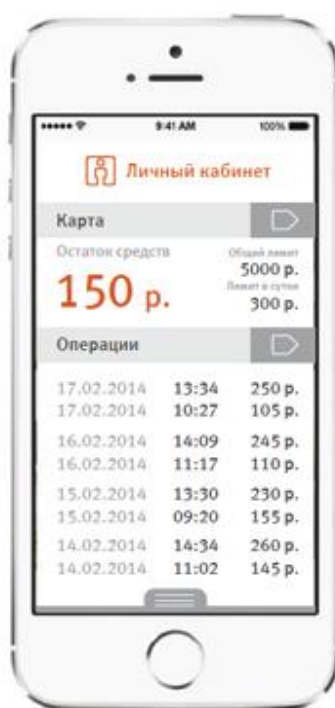 9:41 AM 100%
Личный кабинет
Карта
Остаток средств
150 р.
Общий лимит
5000 р.
Лимит в сутки
300 р.
Операции
17.02.2014 13:34 250 р.
17.02.2014 10:27 105 р.
16.02.2014 14:09 245 р.
16.02.2014 11:17 110 р.
15.02.2014 13:30 230 р.
15.02.2014 09:20 155 р.
14.02.2014 14:34 260 р.
14.02.2014 11:02 145 р.